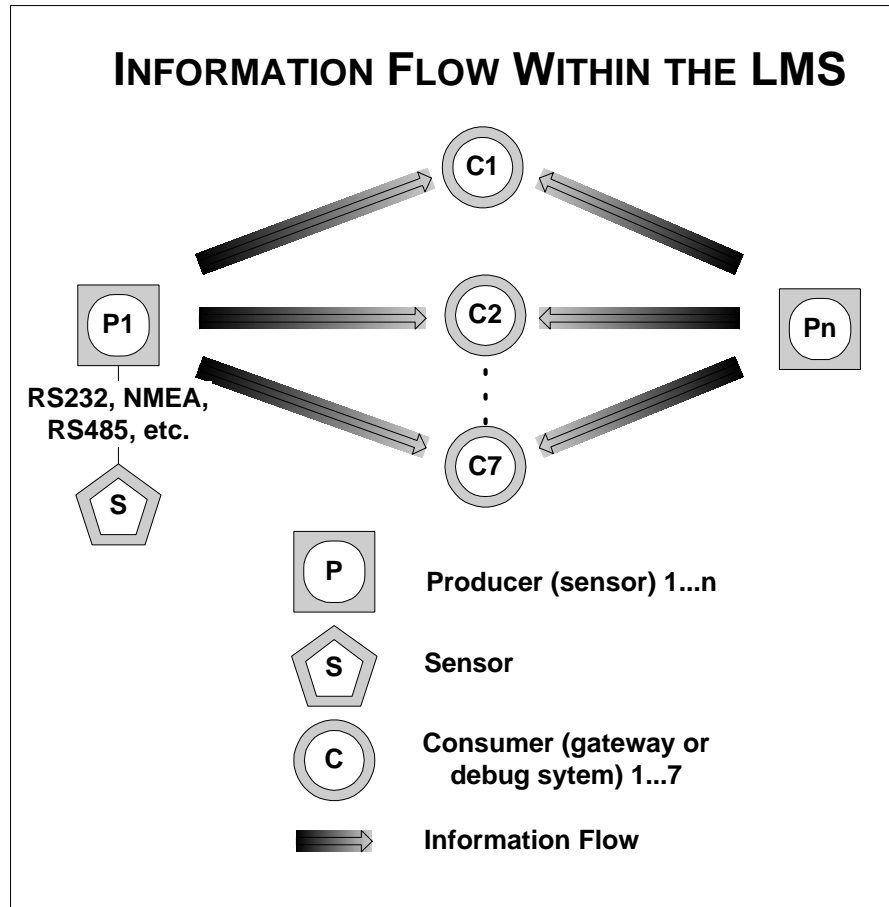 INFORMATION FLOW WITHIN THE LMS
C1
P1
C2
Pn
RS232, NMEA,
RS485, etc.
C7
S
P
Producer (sensor) 1...n
S
Sensor
C
Consumer (gateway or
debug sytem) 1...7
Information Flow